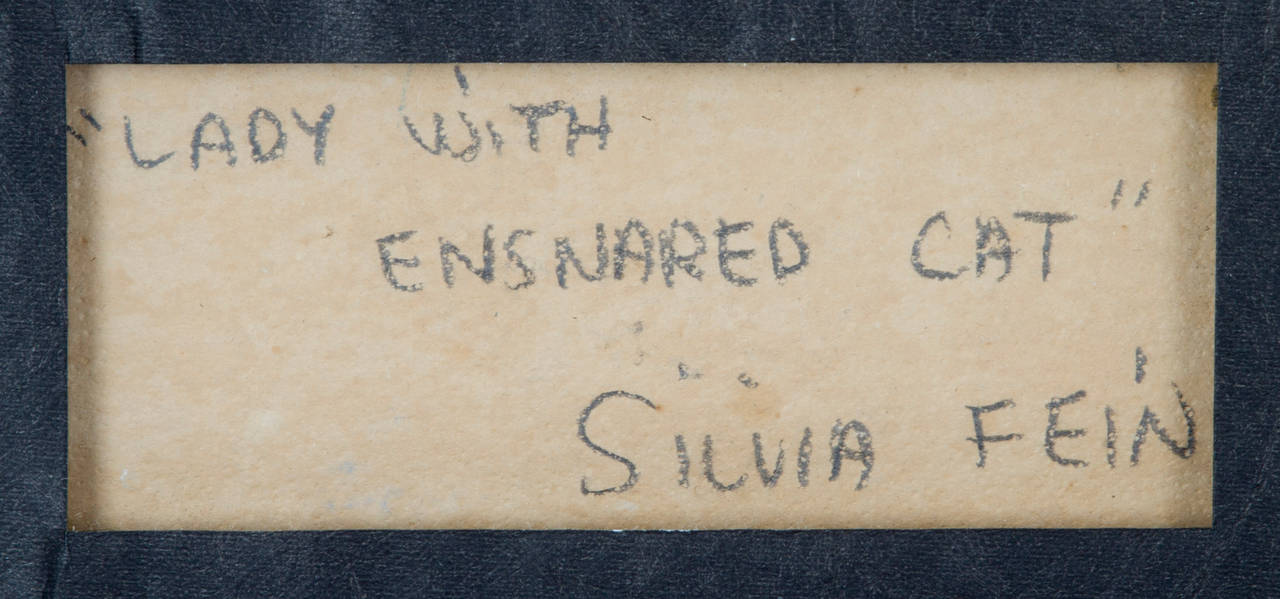 "LADY WiTH
ENSNARED CAT"
SILVIA FEiN